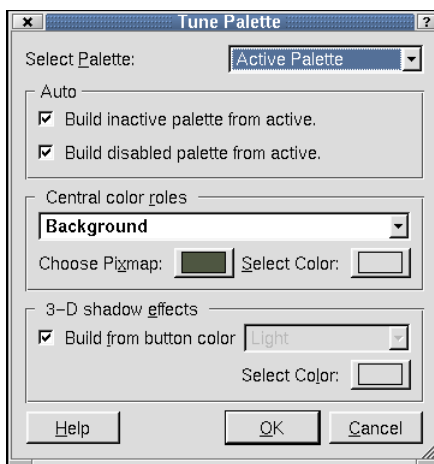 Tune Palette
Select Palette: Active Palette
Auto
Build inactive palette from active.
Build disabled palette from active.
Central color roles
Background
Choose Pixmap: Select Color:
3-D shadow effects
Build from button color Light
Select Color:
Help OK Cancel